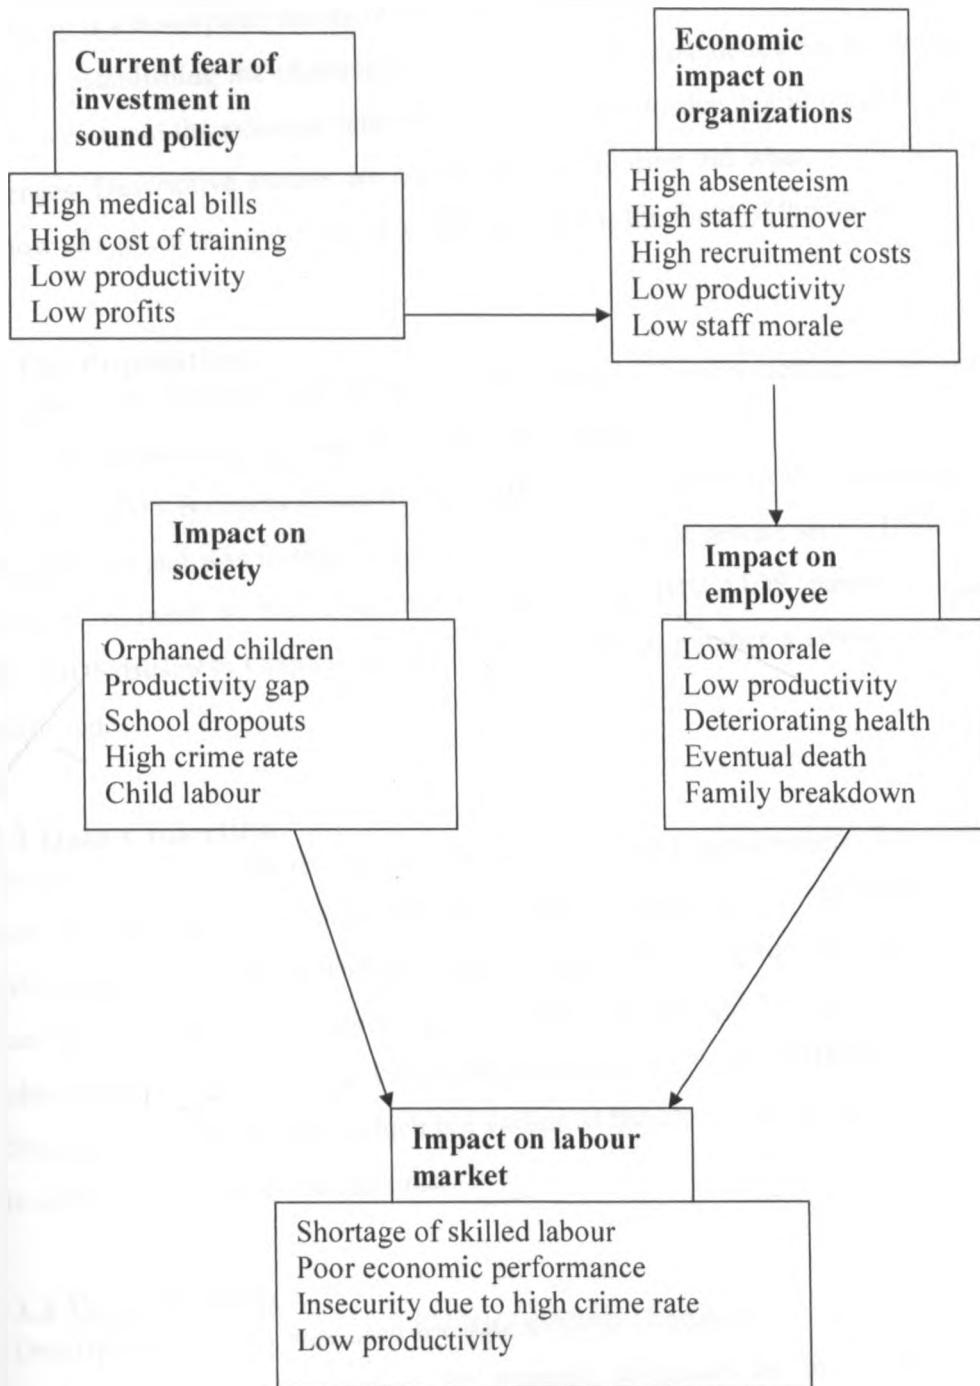 Current fear of
investment in
sound policy
High medical bills
High cost of training
Low productivity
Low profits
Economic
impact on
organizations
High absenteeism
High staff turnover
High recruitment costs
Low productivity
Low staff morale
Impact on
society
Orphaned children
Productivity gap
School dropouts
High crime rate
Child labour
Impact on
employee
Low morale
Low productivity
Deteriorating health
Eventual death
Family breakdown
Impact on labour
market
Shortage of skilled labour
Poor economic performance
Insecurity due to high crime rate
Low productivity